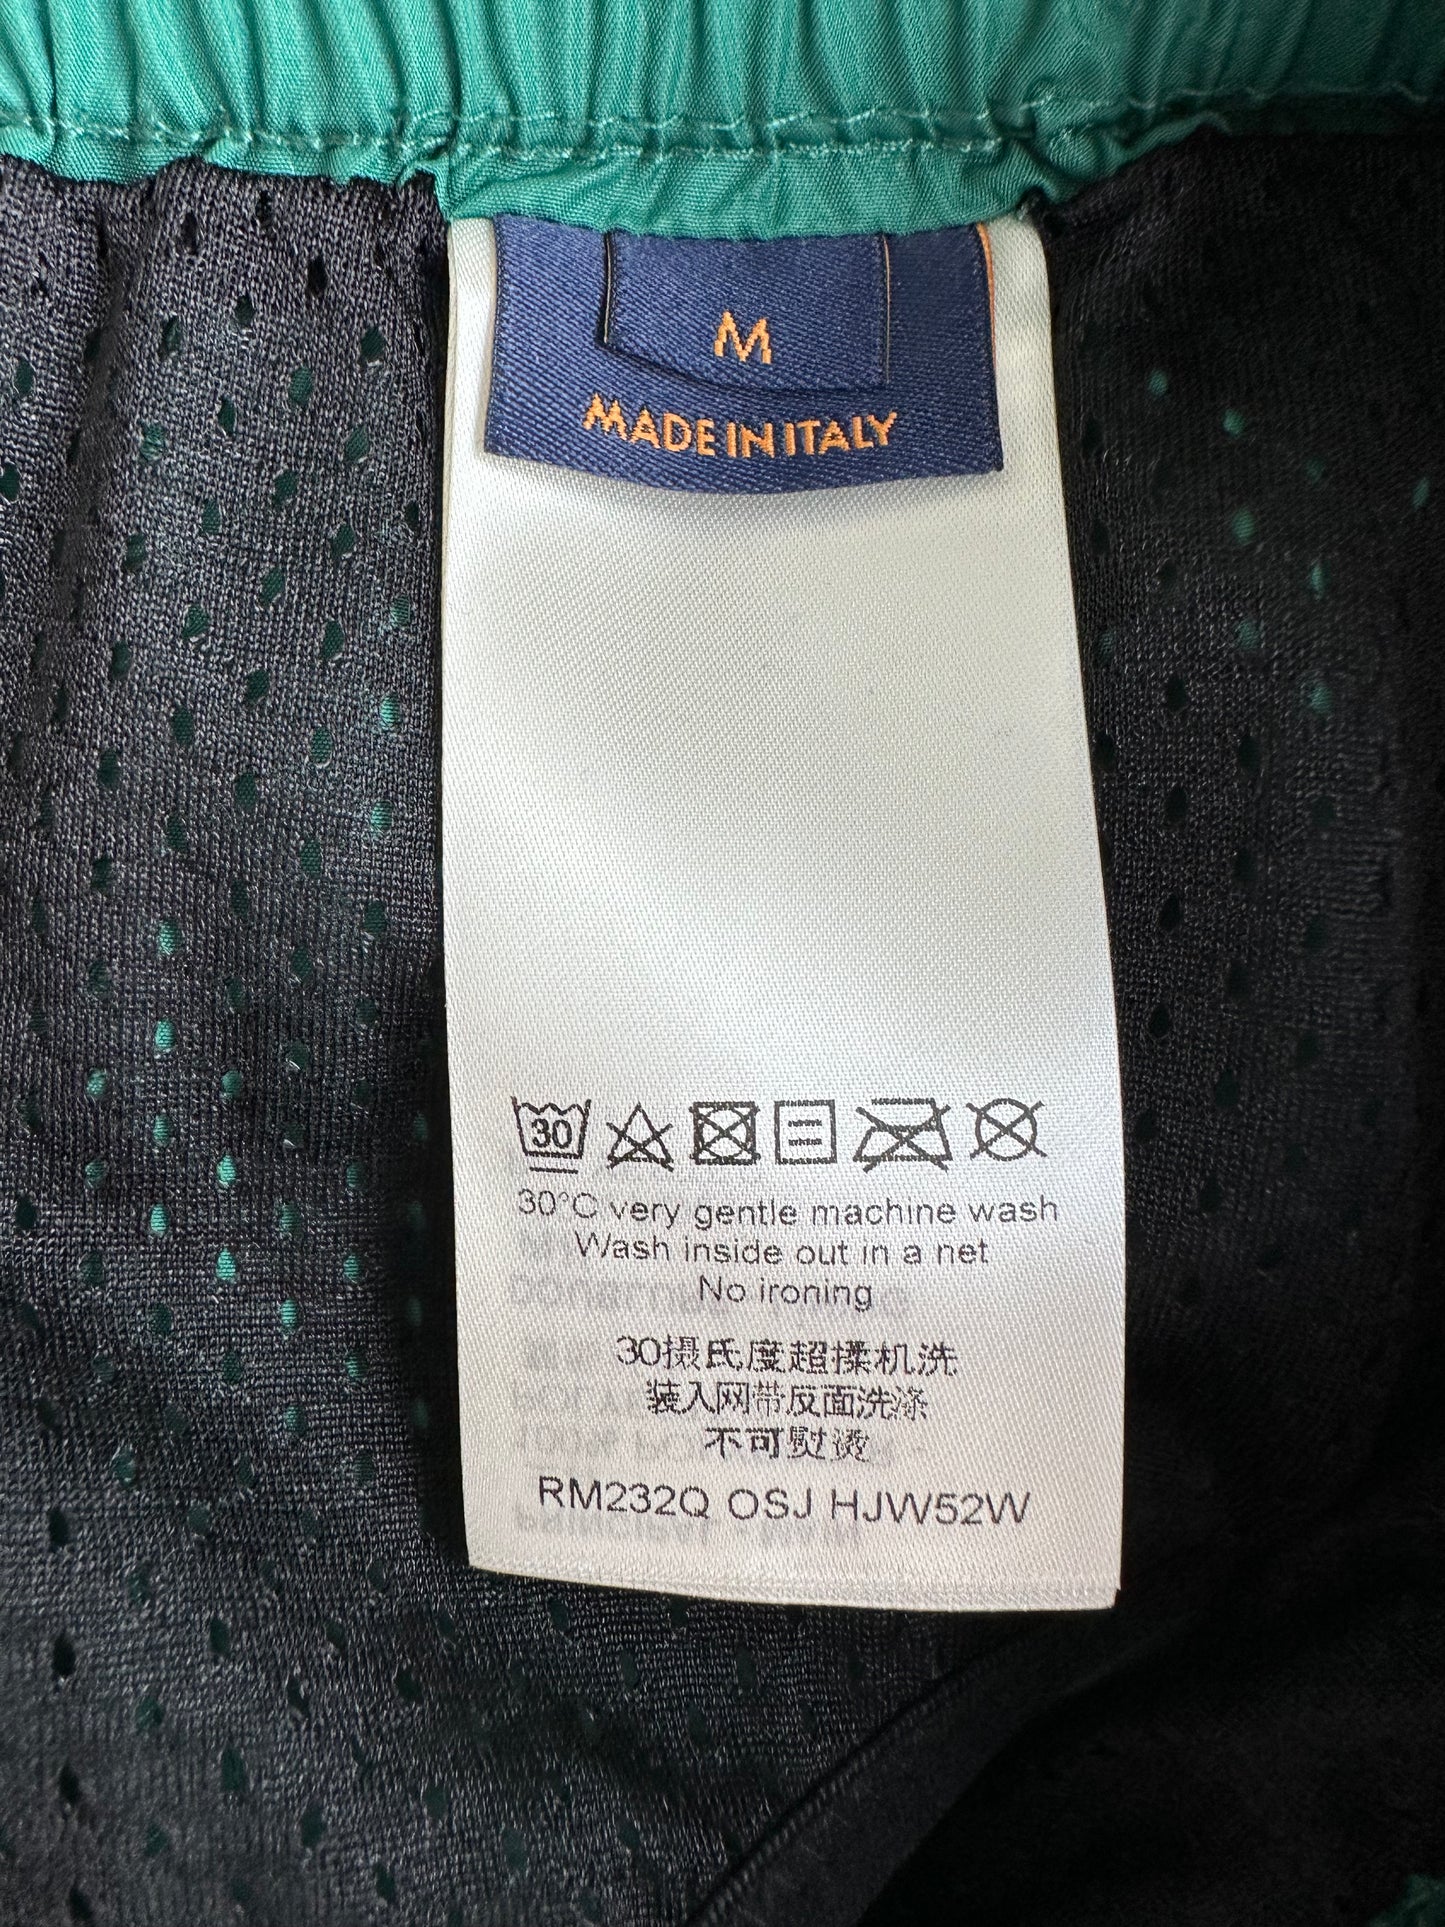 M
MADE IN ITALY
30
30°C very gentle machine wash
Wash inside out in a net
No ironing
30摄氏度超揉机洗
装入网带反面洗涤
不可熨烫
RM232Q OSJ HJW52W